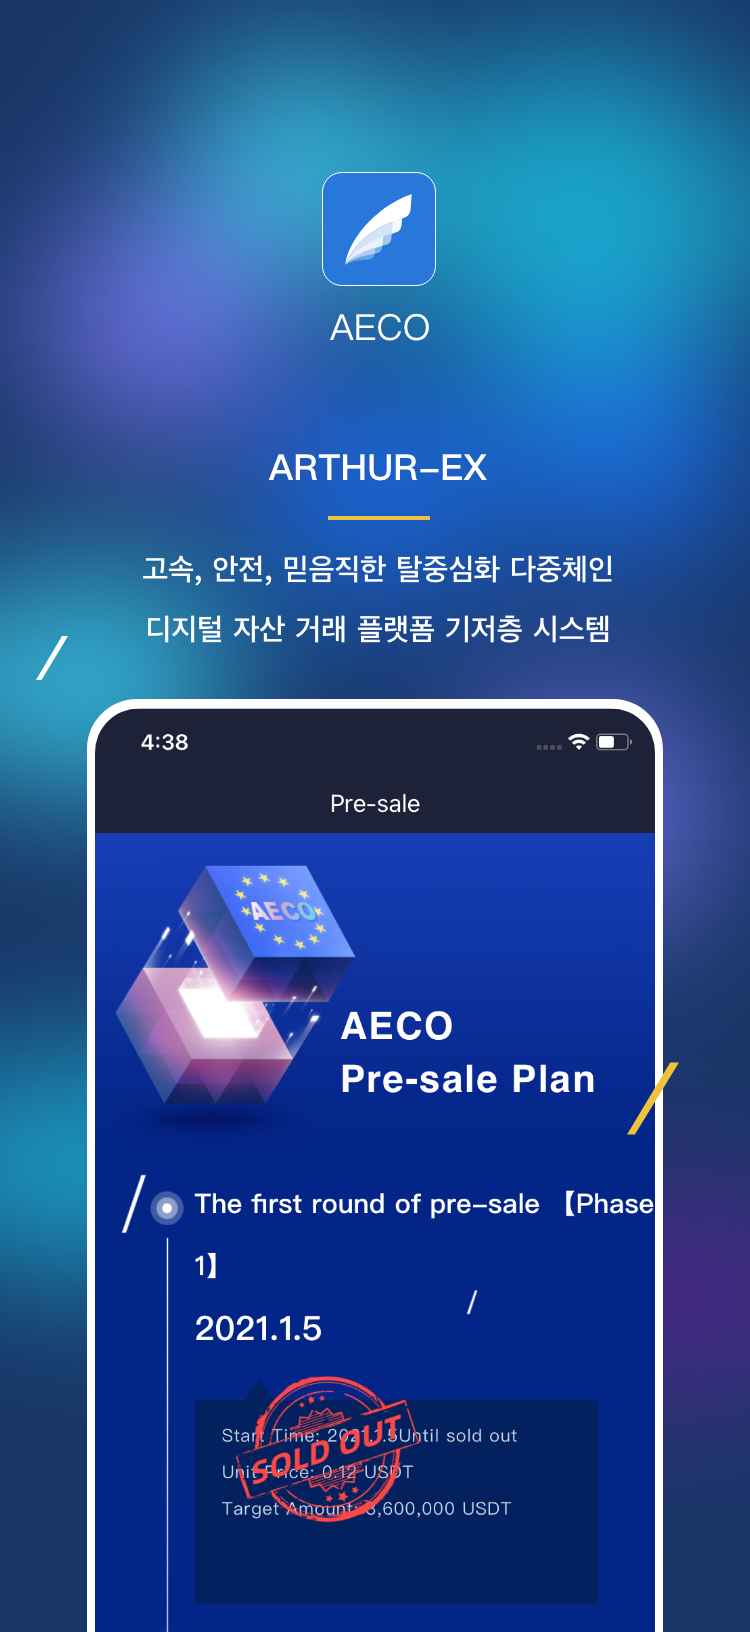 AECO
ARTHUR-EX
고속, 안전, 믿음직한 탈중심화 다중체인
디지털 자산 거래 플랫폼 기저층 시스템
4:38
Pre-sale
AECO
AECO
Pre-sale Plan
The first round of pre-sale 【Phase
1】
2021.1.5
Start Time: 2021.1.5Until sold out
Unit Price: 0.12 USDT
Target Amount: 3,600,000 USDT
SOLD OUT